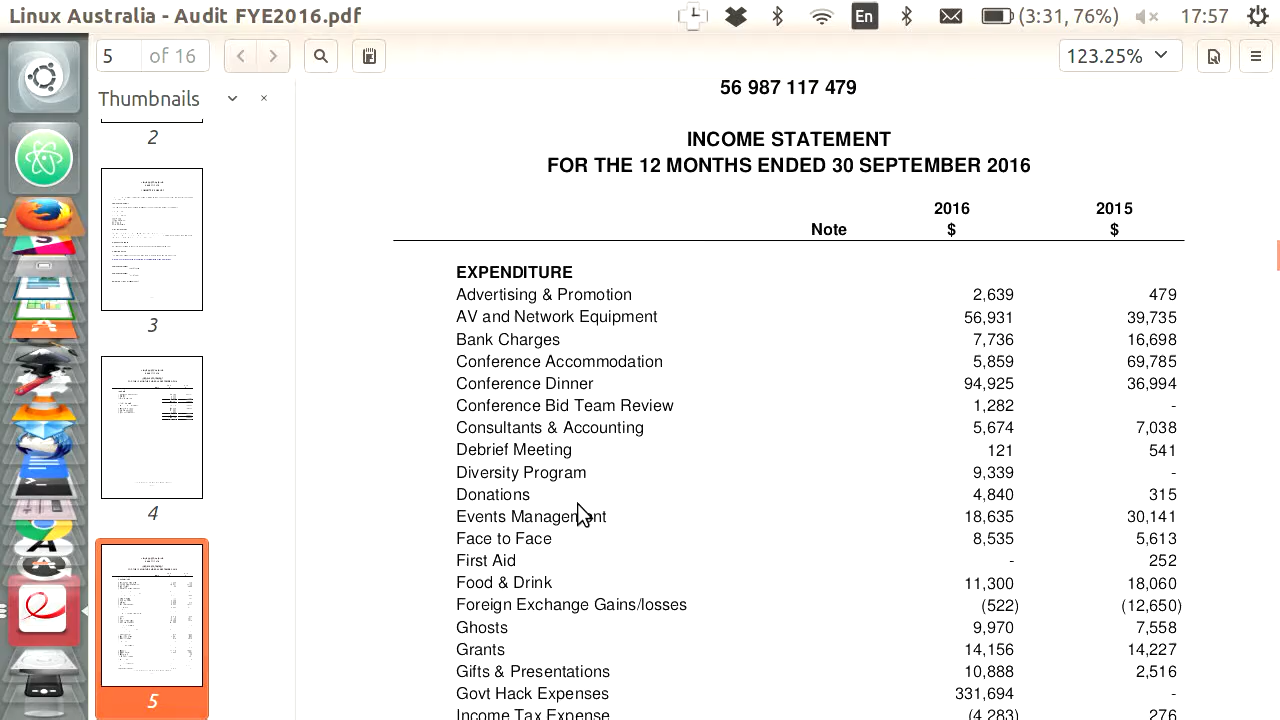 Linux Australia - Audit FYE2016.pdf
En
(3:31, 76%)
17:57
5 of 16
123.25%
Thumbnails
2
3
4
5
56 987 117 479
INCOME STATEMENT
FOR THE 12 MONTHS ENDED 30 SEPTEMBER 2016
2016 2015
Note $ $
EXPENDITURE
Advertising & Promotion 2,639 479
AV and Network Equipment 56,931 39,735
Bank Charges 7,736 16,698
Conference Accommodation 5,859 69,785
Conference Dinner 94,925 36,994
Conference Bid Team Review 1,282 -
Consultants & Accounting 5,674 7,038
Debrief Meeting 121 541
Diversity Program 9,339 -
Donations 4,840 315
Events Management 18,635 30,141
Face to Face 8,535 5,613
First Aid - 252
Food & Drink 11,300 18,060
Foreign Exchange Gains/losses (522) (12,650)
Ghosts 9,970 7,558
Grants 14,156 14,227
Gifts & Presentations 10,888 2,516
Govt Hack Expenses 331,694 -
Income Tax Expense (4,283) 276